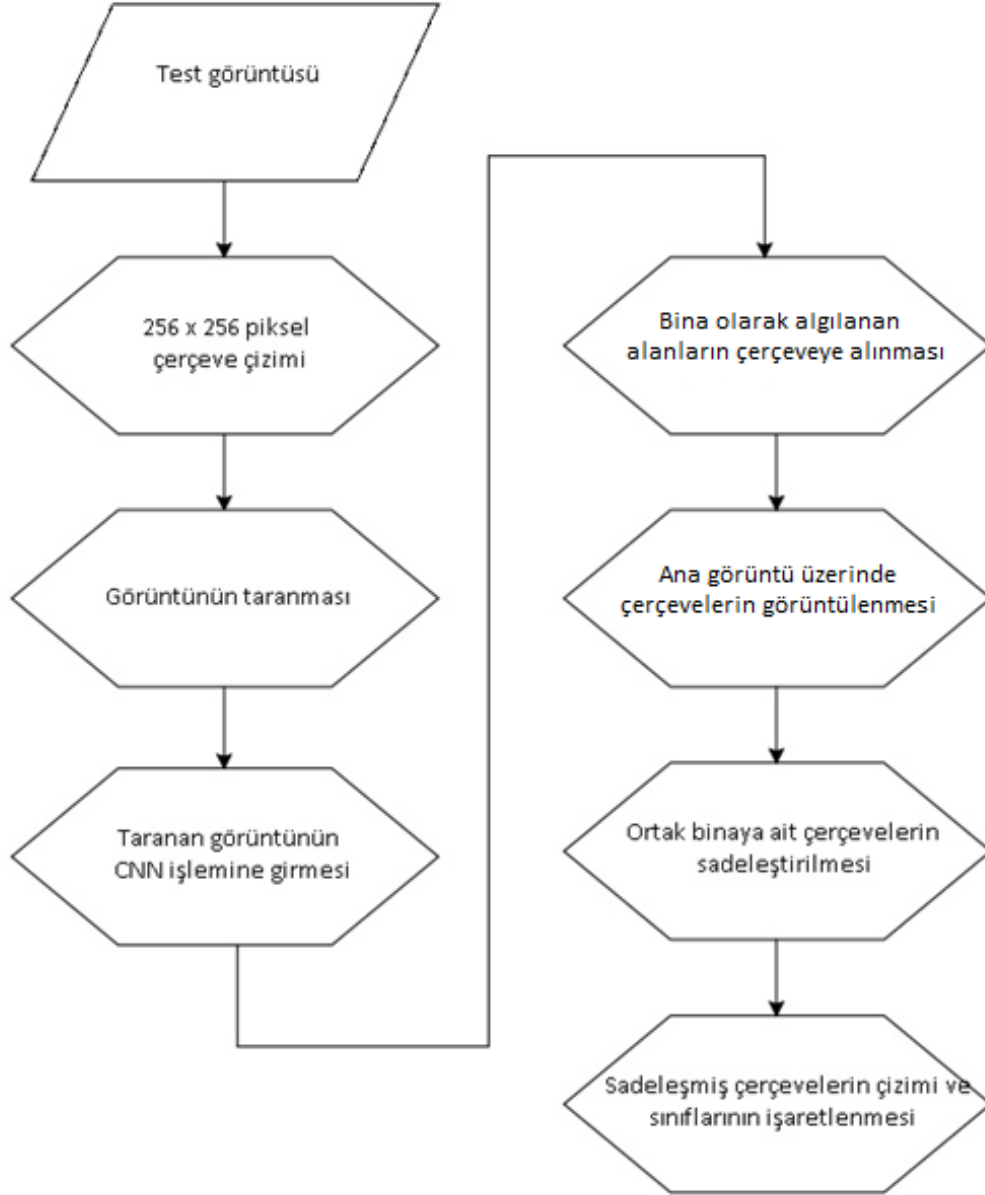 Test görüntüsü
256 x 256 piksel
çerçeve çizimi
Görüntünün taranması
Taranan görüntünün
CNN işlemine girmesi
Bina olarak algılanan
alanların çerçeveye alınması
Ana görüntü üzerinde
çerçevelerin görüntülenmesi
Ortak binaya ait çerçevelerin
sadeleştirilmesi
Sadeleşmiş çerçevelerin çizimi ve
sınıflarının işaretlenmesi